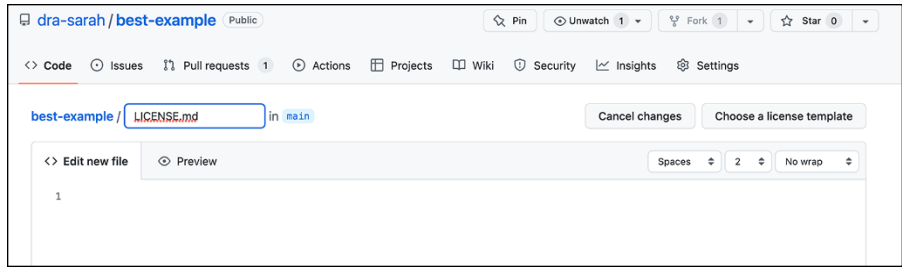 dra-sarah / best-example Public Pin Unwatch 1 Fork 1 Star 0
Code Issues Pull requests 1 Actions Projects Wiki Security Insights Settings
best-example / LICENSE.md in main Cancel changes Choose a license template
Edit new file Preview Spaces 2 No wrap
1